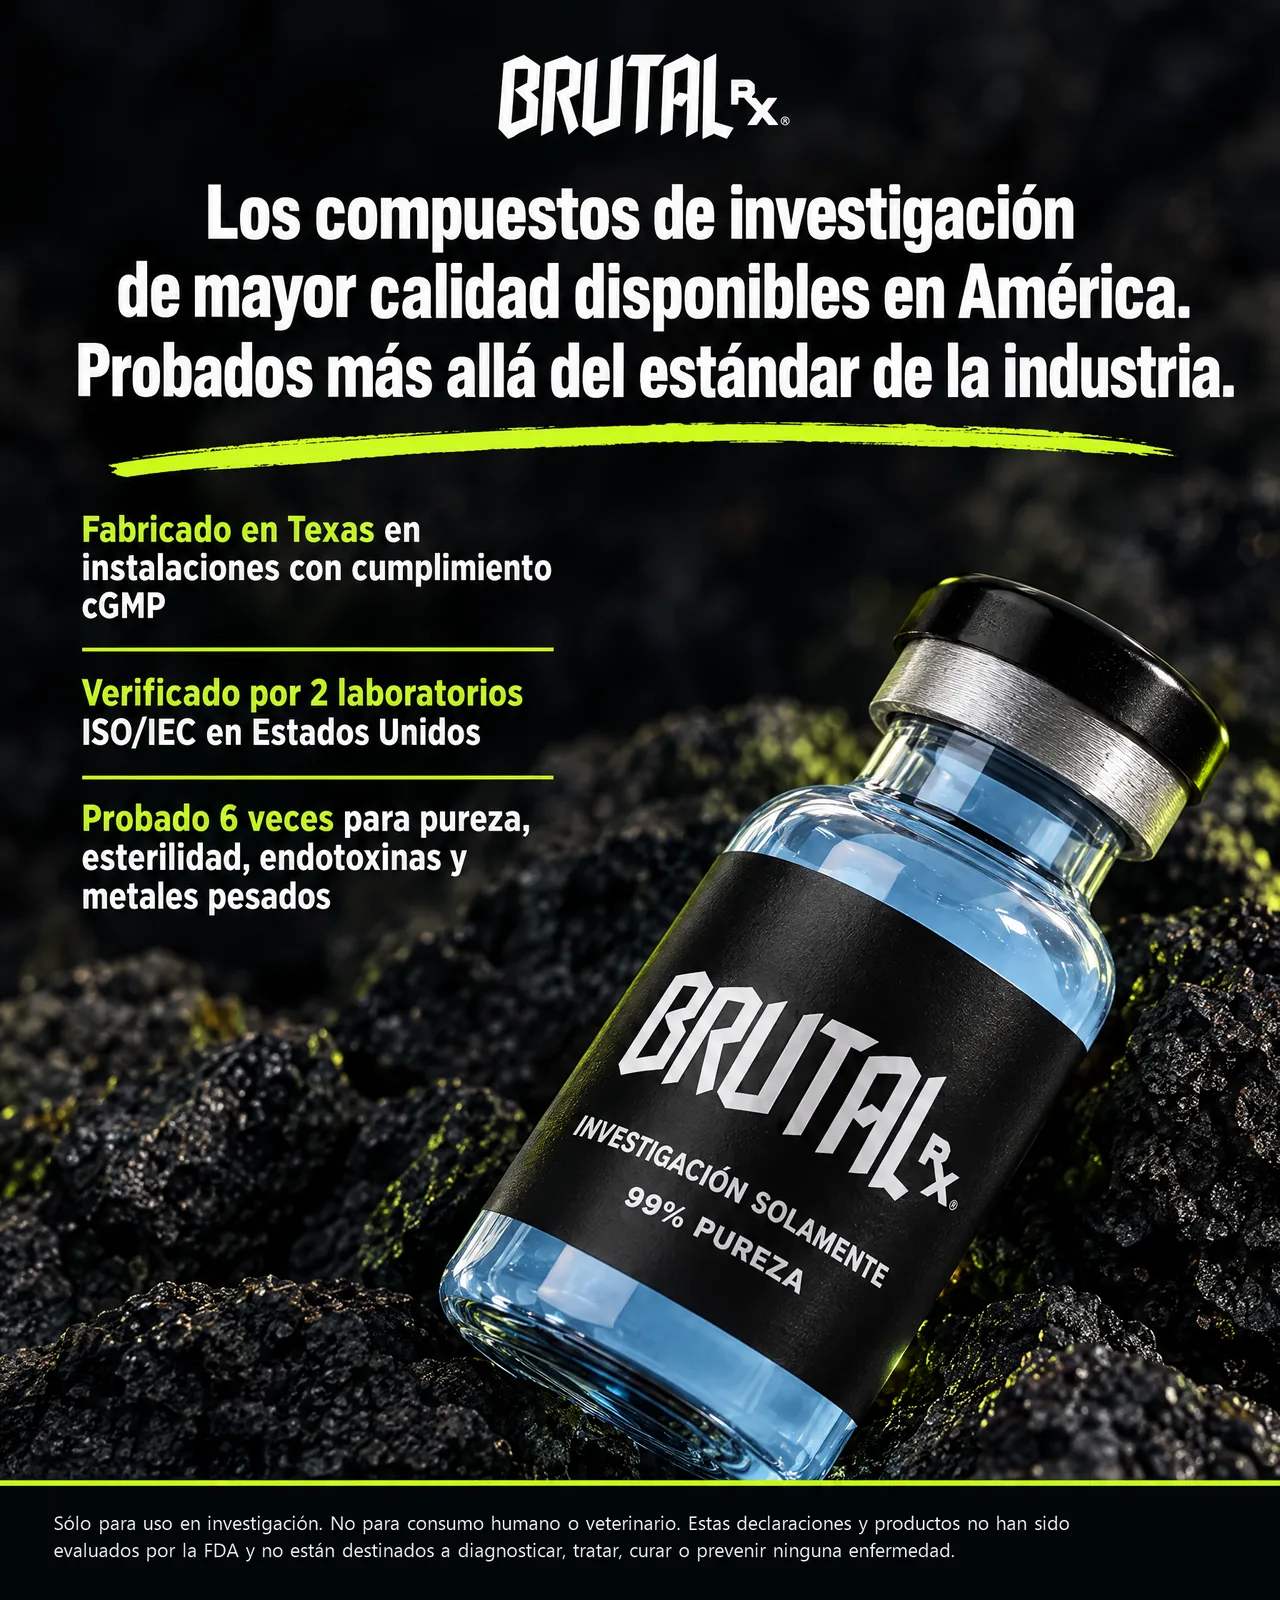 BRUTAL RX®
Los compuestos de investigación
de mayor calidad disponibles en América.
Probados más allá del estándar de la industria.
Fabricado en Texas en
instalaciones con cumplimiento
cGMP
Verificado por 2 laboratorios
ISO/IEC en Estados Unidos
Probado 6 veces para pureza,
esterilidad, endotoxinas y
metales pesados
BRUTAL RX®
INVESTIGACIÓN SOLAMENTE
99% PUREZA
Sólo para uso en investigación. No para consumo humano o veterinario. Estas declaraciones y productos no han sido
evaluados por la FDA y no están destinados a diagnosticar, tratar, curar o prevenir ninguna enfermedad.